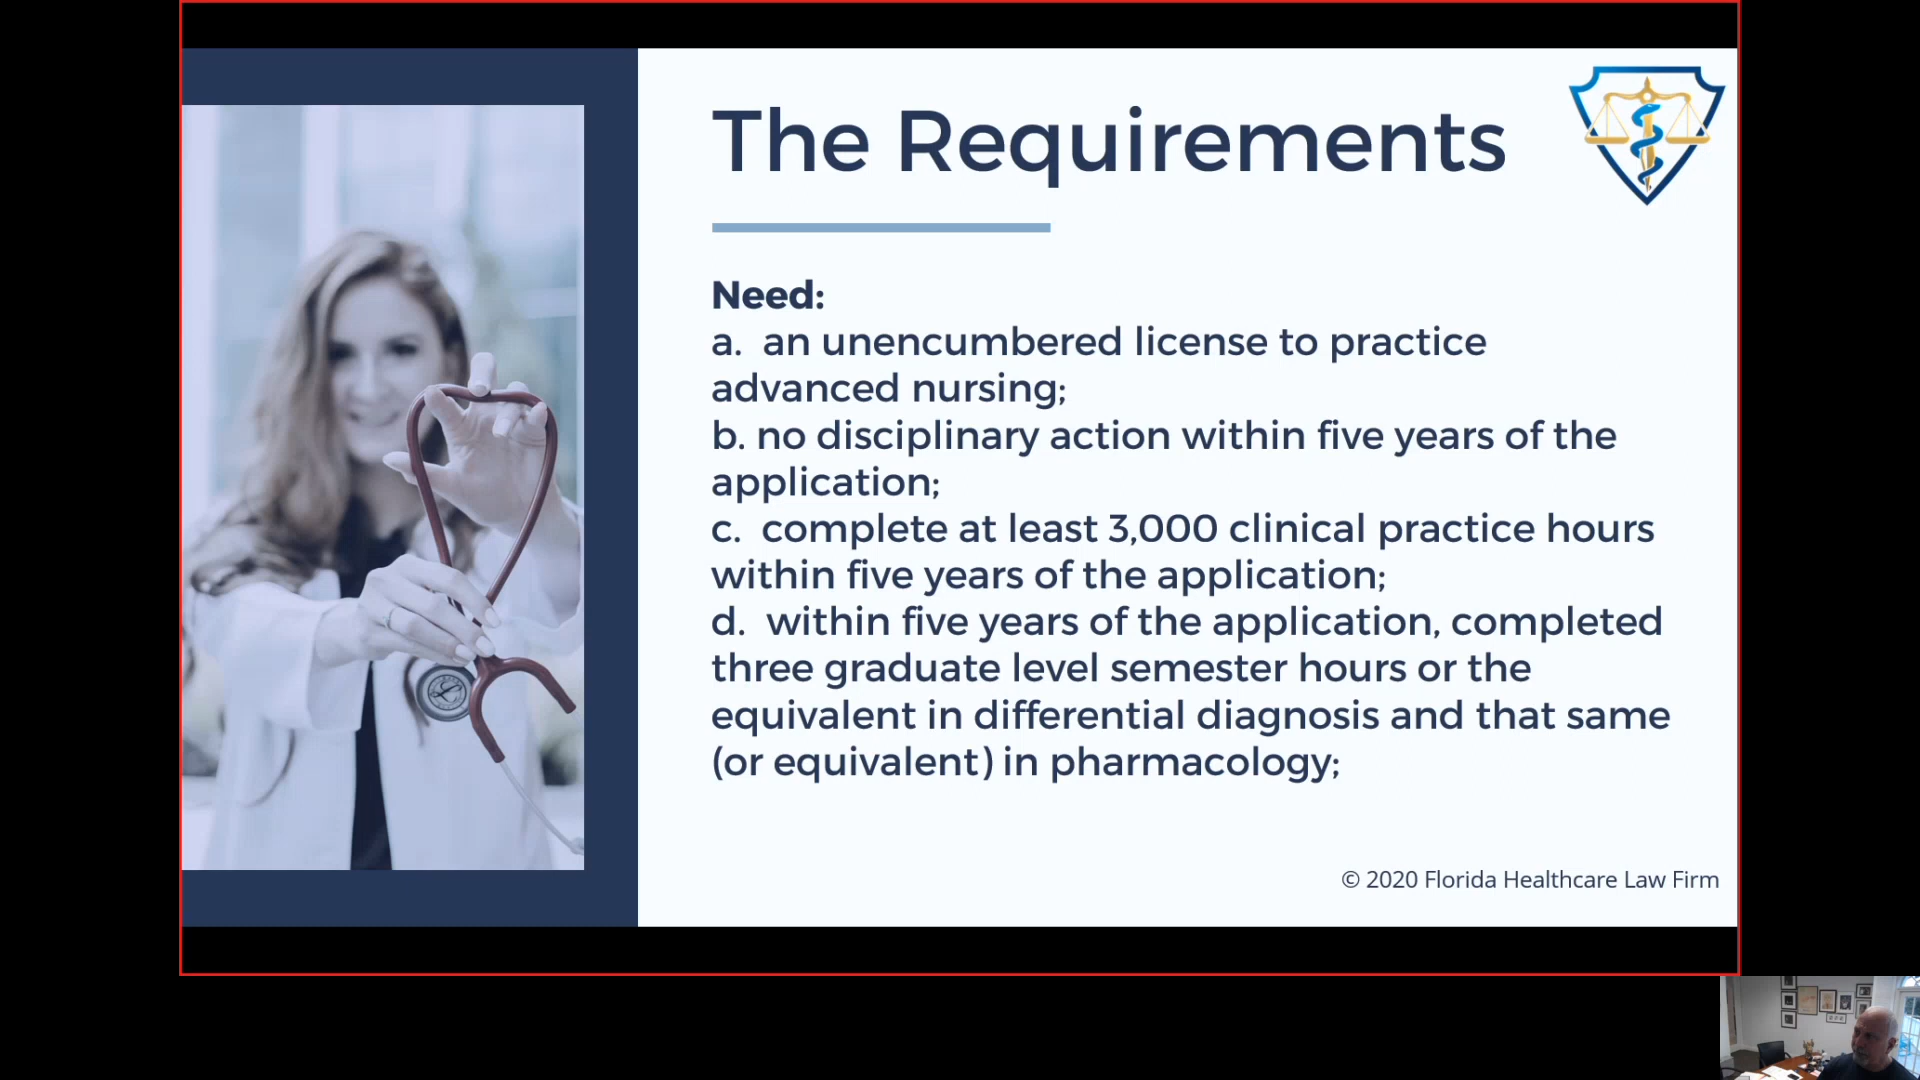 The Requirements
Need:
a. an unencumbered license to practice
advanced nursing;
b. no disciplinary action within five years of the
application;
c. complete at least 3,000 clinical practice hours
within five years of the application;
d. within five years of the application, completed
three graduate level semester hours or the
equivalent in differential diagnosis and that same
(or equivalent) in pharmacology;
© 2020 Florida Healthcare Law Firm